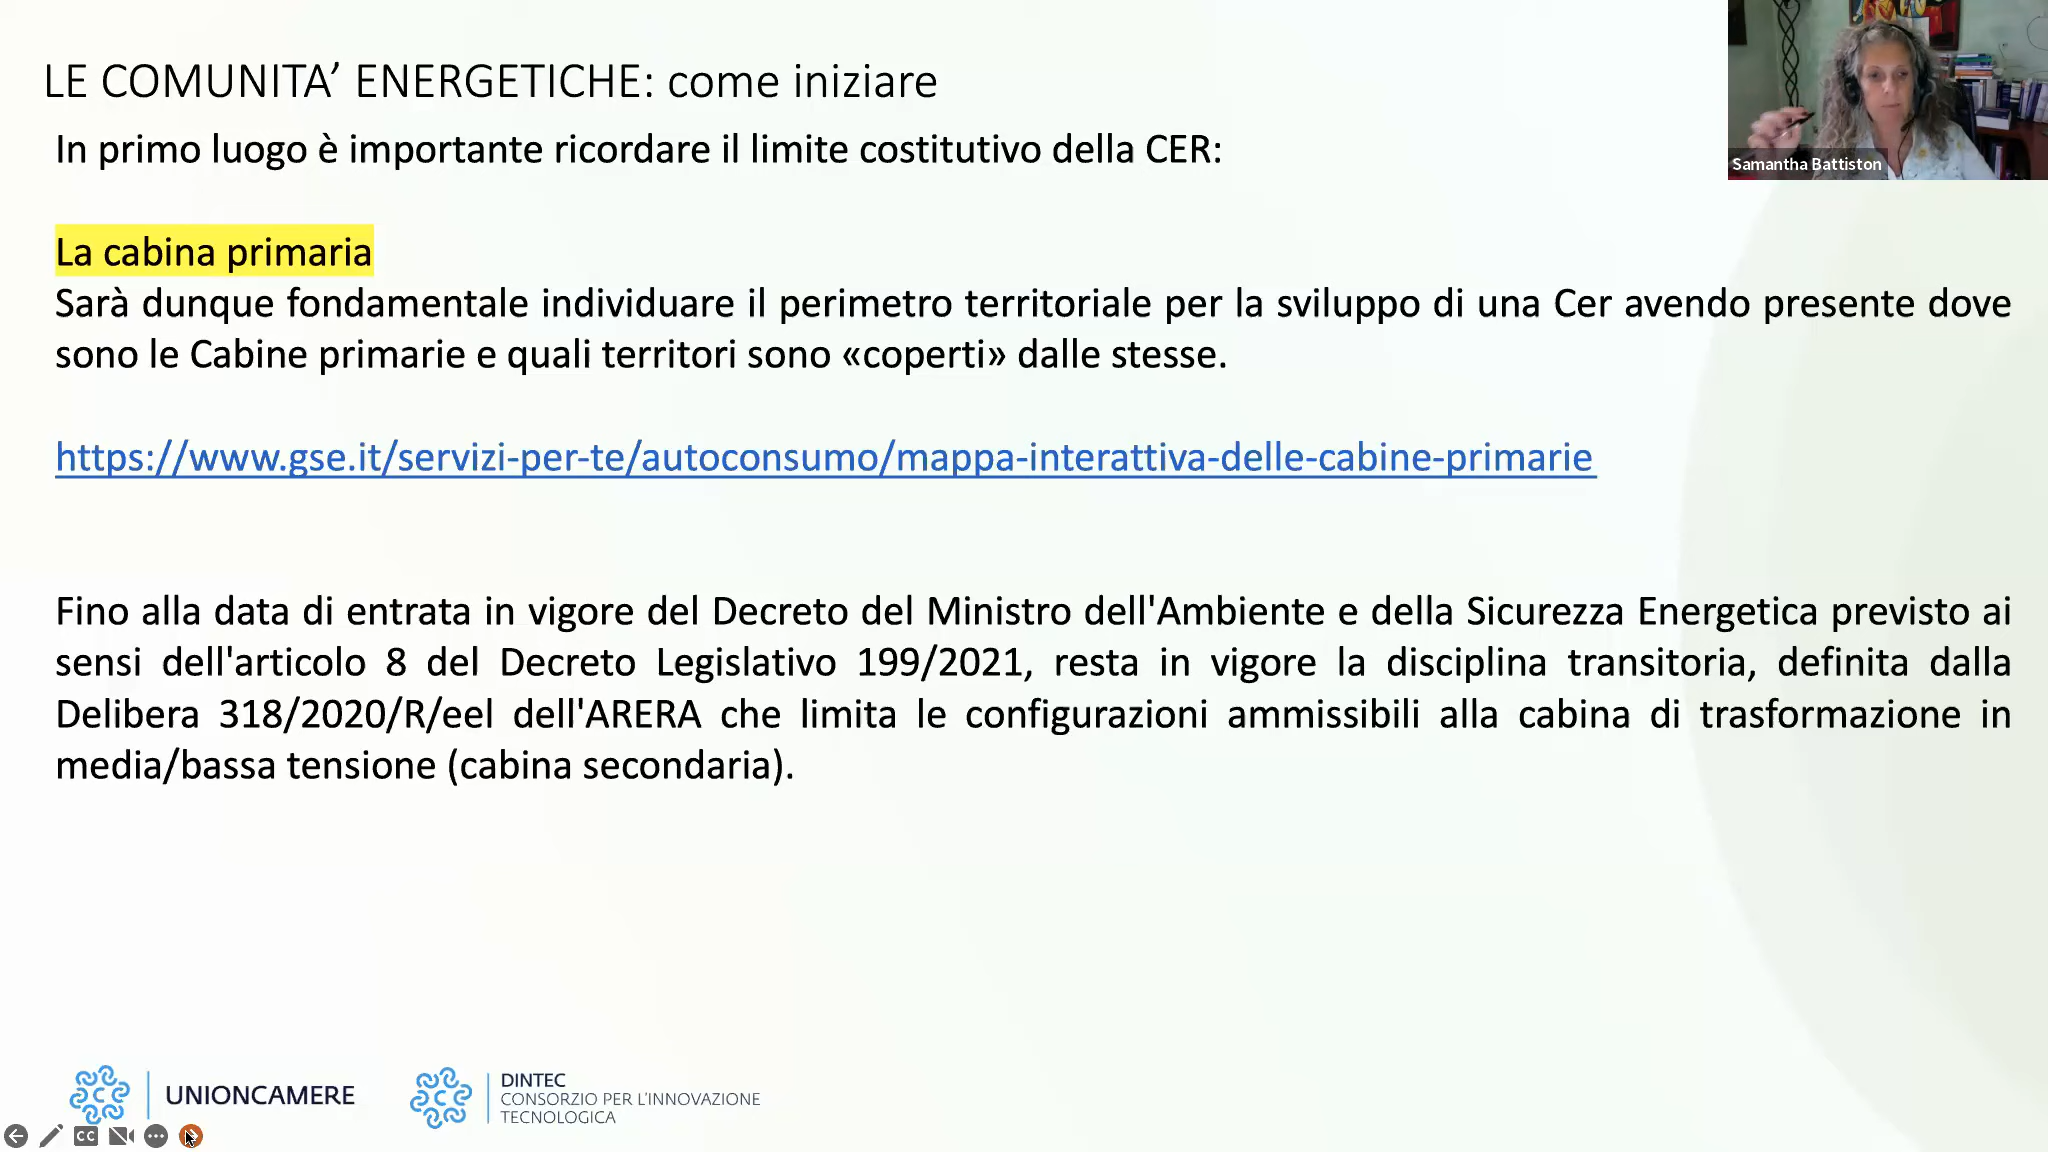 LE COMUNITA’ ENERGETICHE: come iniziare
In primo luogo è importante ricordare il limite costitutivo della CER:
Samantha Battiston
La cabina primaria
Sarà dunque fondamentale individuare il perimetro territoriale per la sviluppo di una Cer avendo presente dove
sono le Cabine primarie e quali territori sono «coperti» dalle stesse.
https://www.gse.it/servizi-per-te/autoconsumo/mappa-interattiva-delle-cabine-primarie
Fino alla data di entrata in vigore del Decreto del Ministro dell'Ambiente e della Sicurezza Energetica previsto ai
sensi dell'articolo 8 del Decreto Legislativo 199/2021, resta in vigore la disciplina transitoria, definita dalla
Delibera 318/2020/R/eel dell'ARERA che limita le configurazioni ammissibili alla cabina di trasformazione in
media/bassa tensione (cabina secondaria).
UNIONCAMERE
DINTEC
CONSORZIO PER L'INNOVAZIONE
TECNOLOGICA
CC